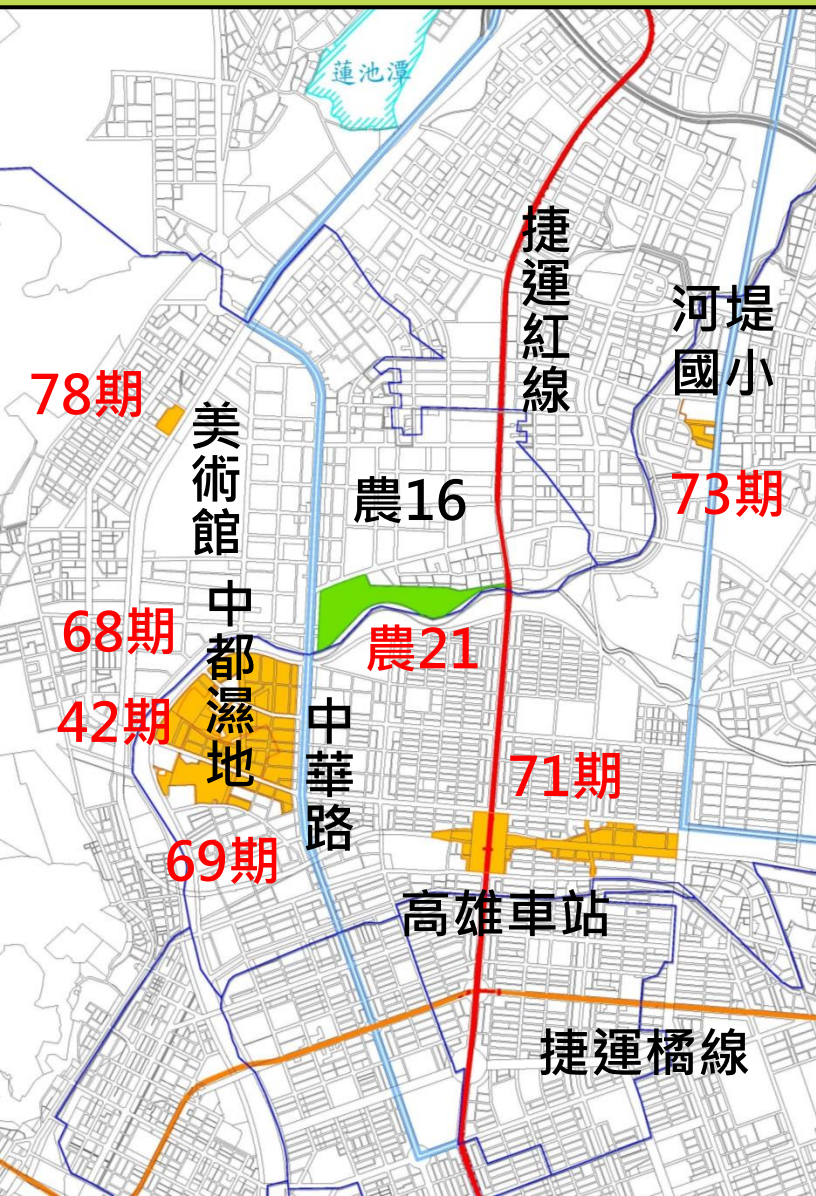 蓮池潭
捷運紅線
河堤
國小
78期
美術館
農16
73期
中都濕地
68期
農21
42期
中華路
71期
69期
高雄車站
捷運橘線